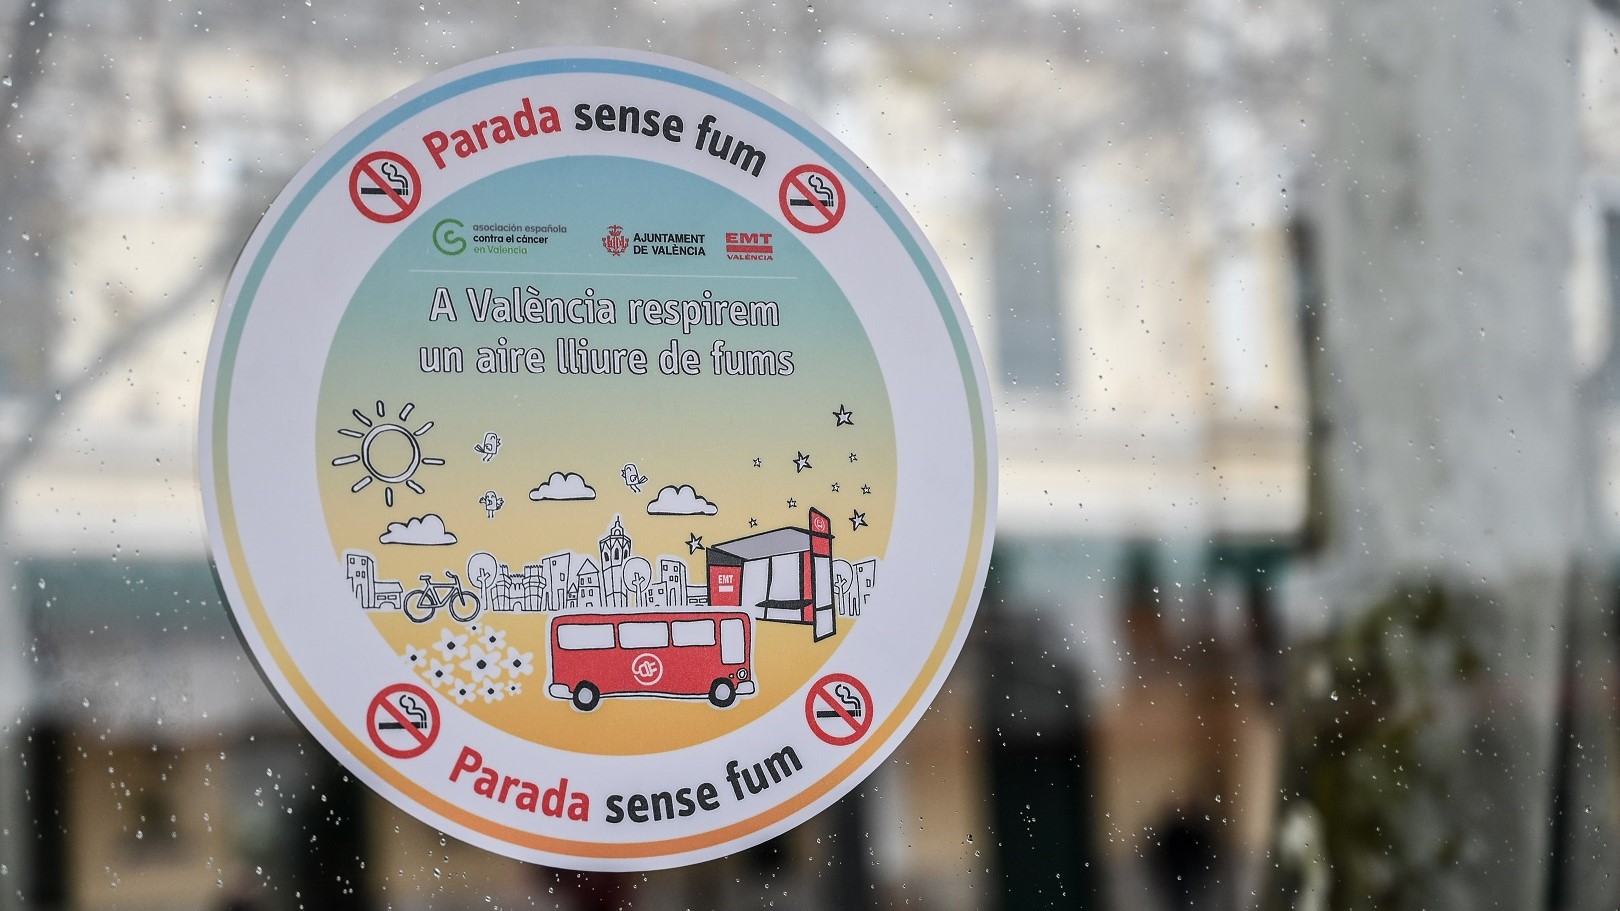 Parada sense fum
asociación española
contra el cáncer
en Valencia
AJUNTAMENT
DE VALÈNCIA
EMT
VALÈNCIA
A València respirem
un aire lliure de fums
EMT
Parada sense fum